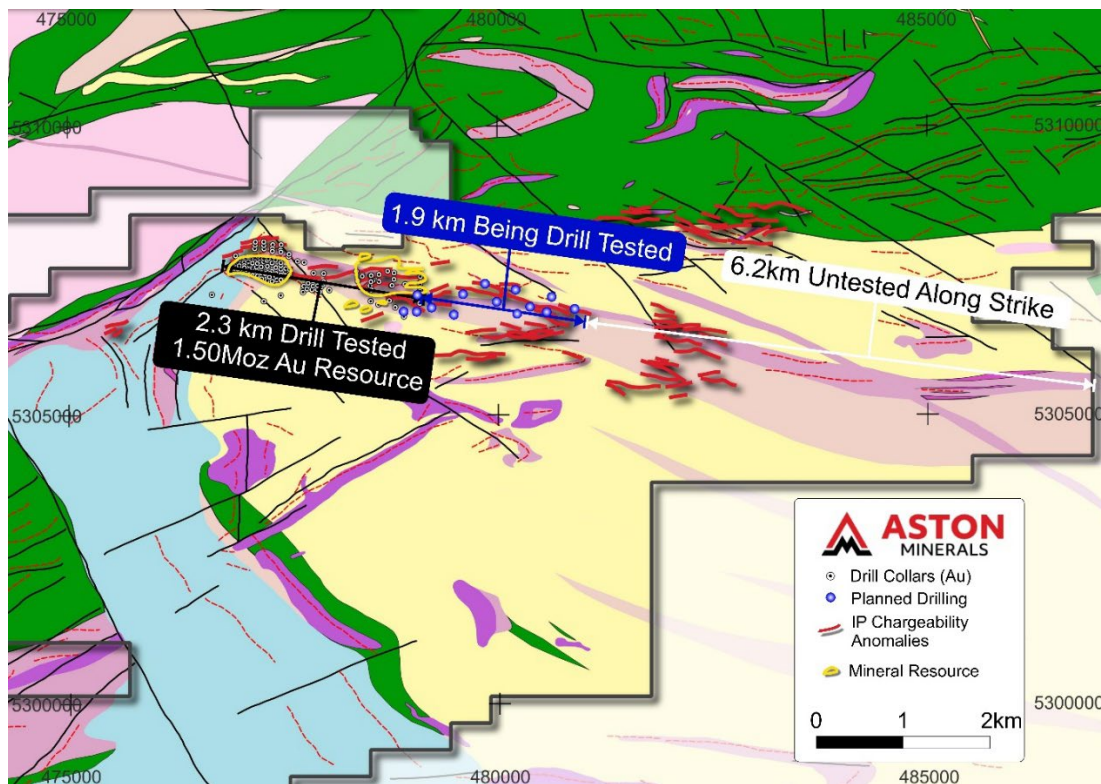 475000
480000
485000
5310000
5310000
1.9 km Being Drill Tested
6.2km Untested Along Strike
2.3 km Drill Tested
1.50Moz Au Resource
5305000
5305000
ASTON
MINERALS
Drill Collars (Au)
Planned Drilling
IP Chargeability
Anomalies
Mineral Resource
0 1 2km
5300000
5300000
475000
480000
485000